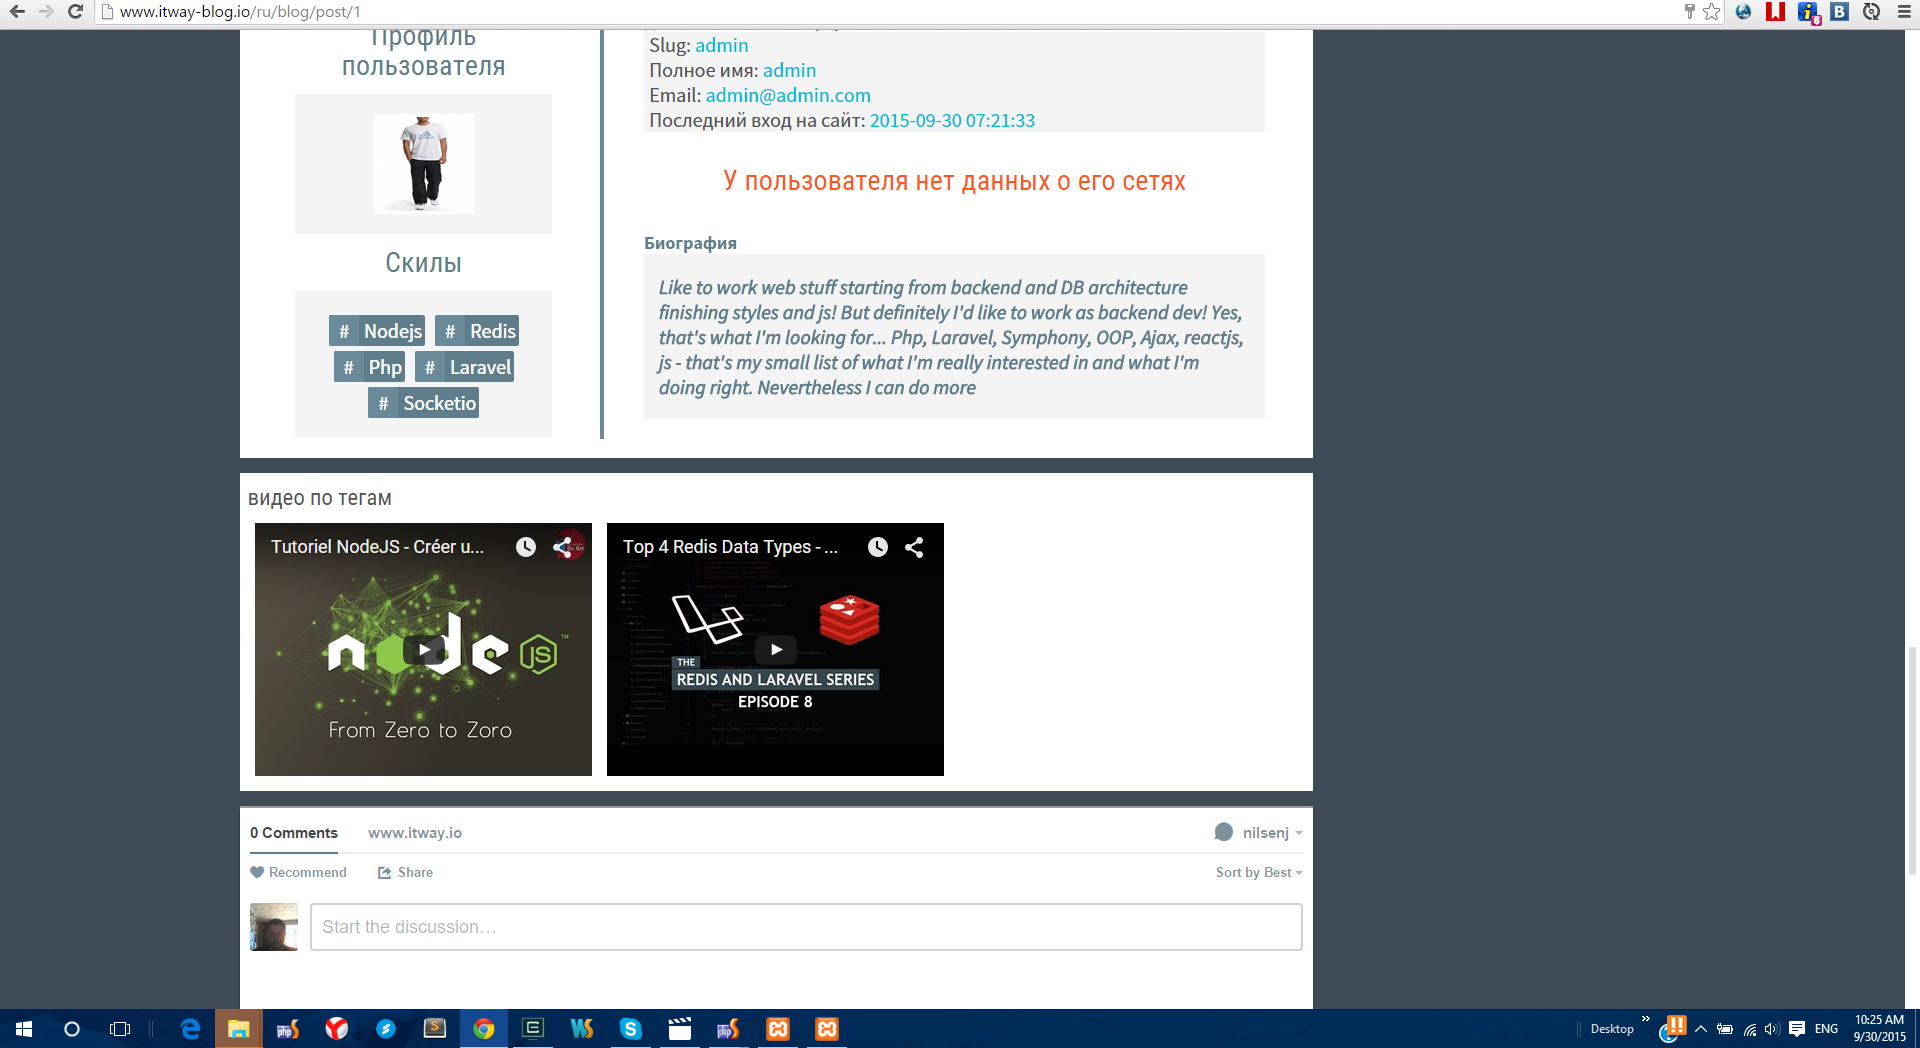 www.itway-blog.io/ru/blog/post/1
Профиль
пользователя
Скилы
# Nodejs # Redis
# Php # Laravel
# Socketio
Slug: admin
Полное имя: admin
Email: admin@admin.com
Последний вход на сайт: 2015-09-30 07:21:33
У пользователя нет данных о его сетях
Биография
Like to work web stuff starting from backend and DB architecture
finishing styles and js! But definitely I'd like to work as backend dev! Yes,
that's what I'm looking for... Php, Laravel, Symphony, OOP, Ajax, reactjs,
js - that's my small list of what I'm really interested in and what I'm
doing right. Nevertheless I can do more
видео по тегам
Tutoriel NodeJS - Créer u...
node JS ™
From Zero to Zoro
Top 4 Redis Data Types - ...
THE
REDIS AND LARAVEL SERIES
EPISODE 8
0 Comments www.itway.io nilsenj
Recommend Share Sort by Best
Start the discussion...
Desktop
ENG
10:25 AM
9/30/2015